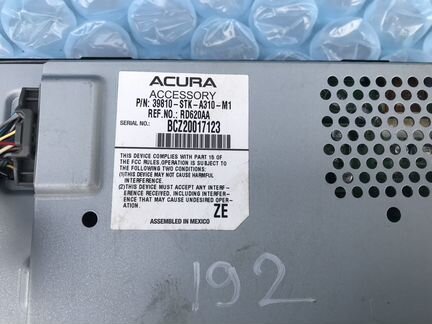 ACURA
ACCESSORY
P/N: 39810-STK-A310-M1
REF.NO.: RD620AA
SERIAL NO.: BCZ20017123
THIS DEVICE COMPLIES WITH PART 15 OF
THE FCC RULES.OPERATION IS SUBJECT
TO THE FOLLOWING TWO CONDITIONS:
(1)THIS DEVICE MAY NOT CAUSE HARMFUL
INTERFERENCE.
(2)THIS DEVICE MUST ACCEPT ANY INTERF-
ERENCE RECEIVED, INCLUDING INTERFER-
ENCE THAT MAY CAUSE UNDESIRED OPER-
ATION.
ZE
ASSEMBLED IN MEXICO
192